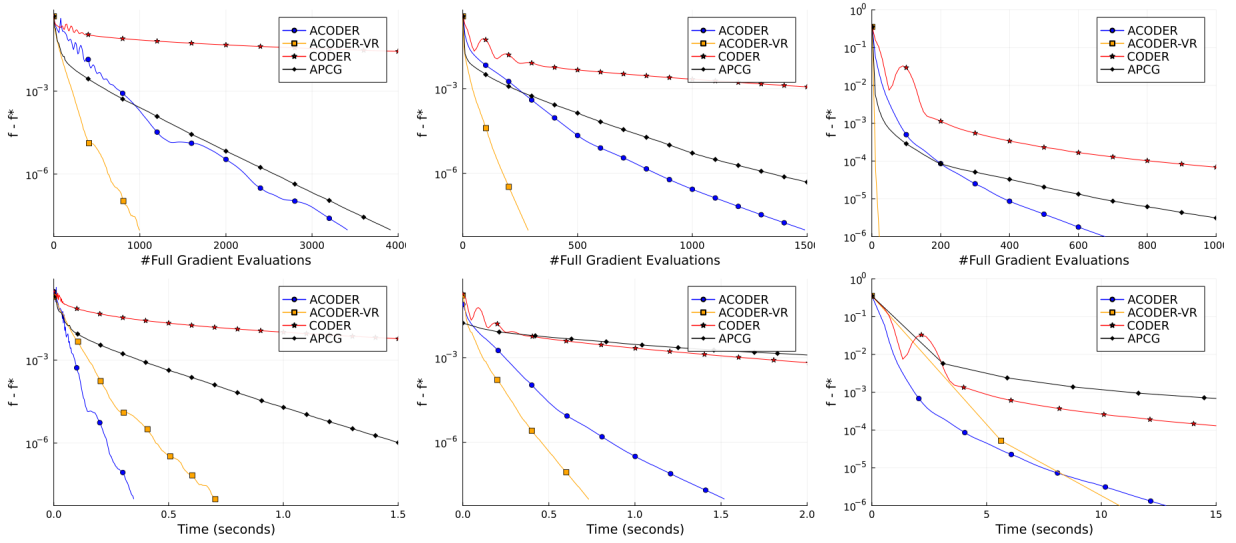 f - f*
10⁻³
10⁻⁶
0
1000
2000
3000
400
#Full Gradient Evaluations
ACODER
ACODER-VR
CODER
APCG
f - f*
10⁻³
10⁻⁶
0
500
1000
150
#Full Gradient Evaluations
ACODER
ACODER-VR
CODER
APCG
f - f*
10⁰
10⁻¹
10⁻²
10⁻³
10⁻⁴
10⁻⁵
10⁻⁶
0
200
400
600
800
1000
#Full Gradient Evaluations
ACODER
ACODER-VR
CODER
APCG
f - f*
10⁻³
10⁻⁶
0.0
0.5
1.0
1.5
Time (seconds)
ACODER
ACODER-VR
CODER
APCG
f - f*
10⁻³
10⁻⁶
0.0
0.5
1.0
1.5
2.0
Time (seconds)
ACODER
ACODER-VR
CODER
APCG
f - f*
10⁰
10⁻¹
10⁻²
10⁻³
10⁻⁴
10⁻⁵
10⁻⁶
0
5
10
15
Time (seconds)
ACODER
ACODER-VR
CODER
APCG